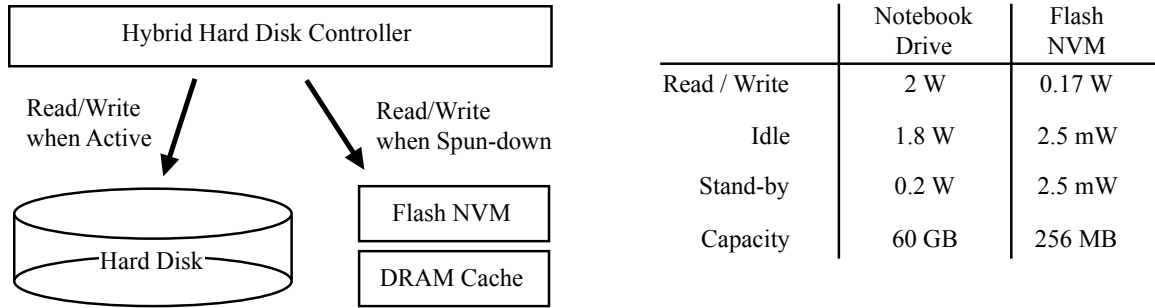 Hybrid Hard Disk Controller
Read/Write
when Active
Read/Write
when Spun-down
Flash NVM
DRAM Cache
Hard Disk
Notebook Flash
Drive NVM
Read / Write 2 W 0.17 W
Idle 1.8 W 2.5 mW
Stand-by 0.2 W 2.5 mW
Capacity 60 GB 256 MB